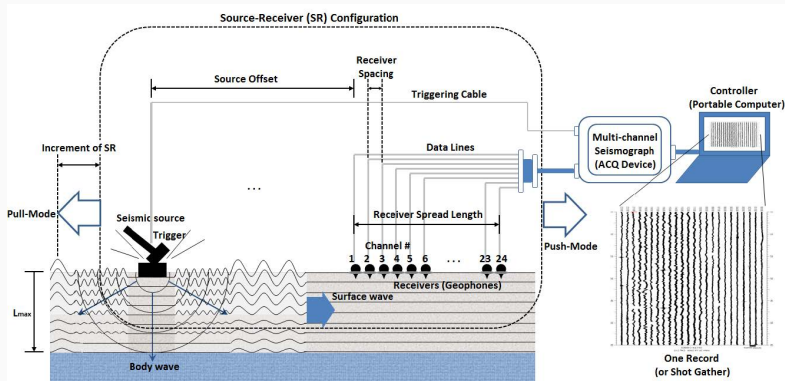 Source-Receiver (SR) Configuration
Source Offset
Receiver
Spacing
Triggering Cable
Controller
(Portable Computer)
Multi-channel
Seismograph
(ACQ Device)
Data Lines
Increment of SR
...
Pull-Mode
Seismic source
Trigger
Receiver Spread Length
Push-Mode
Channel #
1 2 3 4 5 6 ... 23 24
Receivers (Geophones)
Surface wave
Lmax
Body wave
One Record
(or Shot Gather)